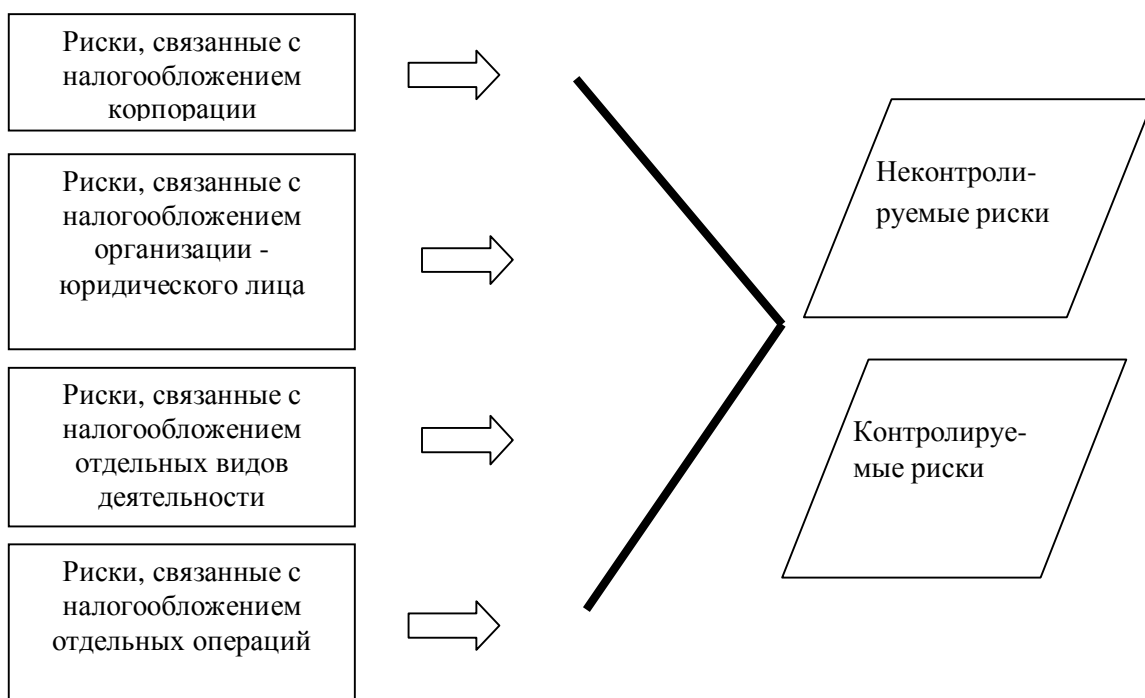 Риски, связанные с
налогообложением
корпорации
Риски, связанные с
налогообложением
организации -
юридического лица
Риски, связанные с
налогообложением
отдельных видов
деятельности
Риски, связанные с
налогообложением
отдельных операций
Неконтроли-
руемые риски
Контролируе-
мые риски